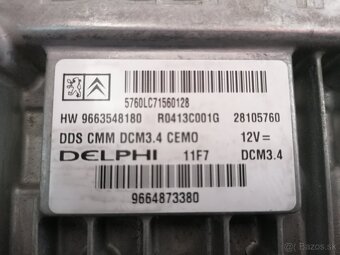 5760LC71560128
HW 9663548180 R0413C001G 28105760
DDS CMM DCM3.4 CEMO 12V=
DELPHI 11F7 DCM3.4
9664873380
bazos.sk